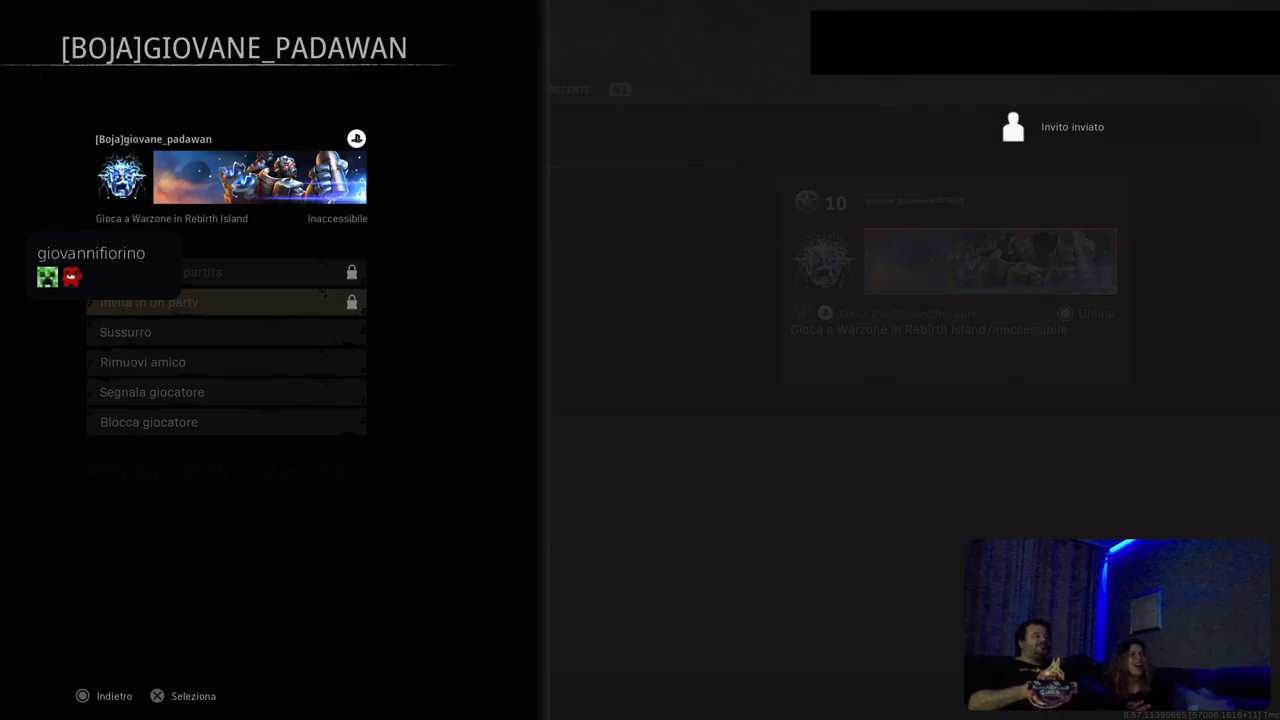 [BOJA]GIOVANE_PADAWAN
RECENTE
[Boja]giovane_padawan
Invito inviato
Gioca a Warzone in Rebirth Island
Inaccessibile
10
giovannifiorino
partita
Invita in un party
Sussurro
Rimuovi amico
Segnala giocatore
Blocca giocatore
Amico PlayStation™Network
Online
Gioca a Warzone in Rebirth Island/Inaccessibile
Indietro
Seleziona